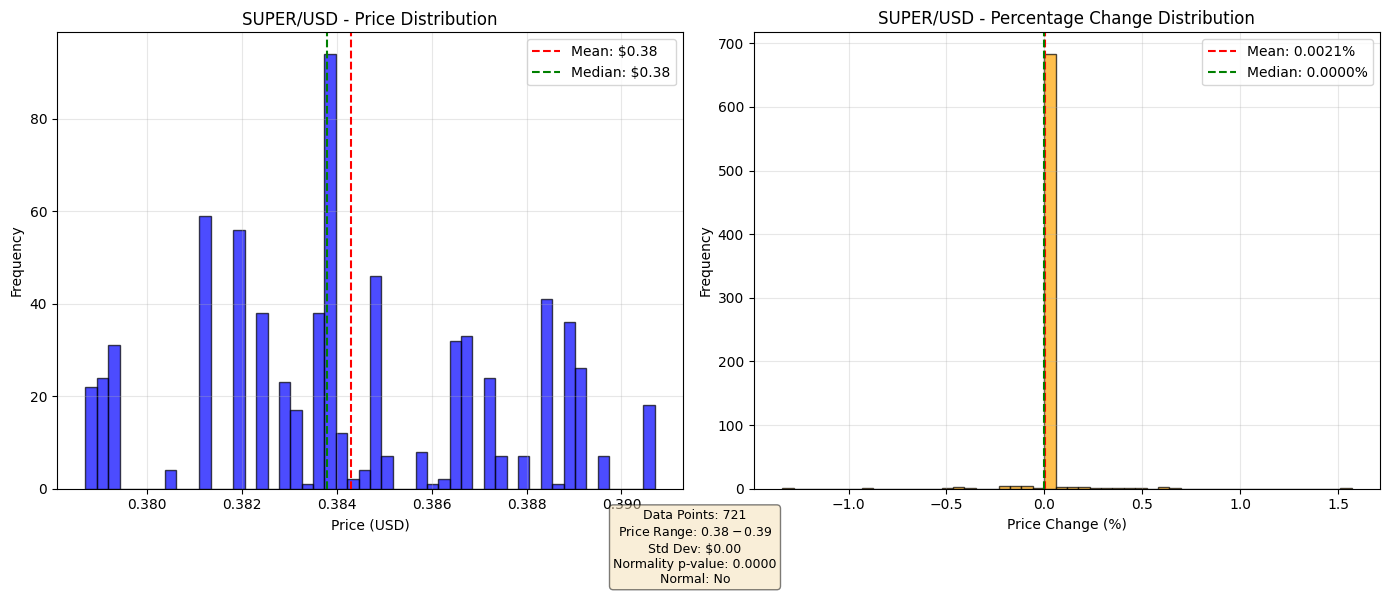 SUPER/USD - Price Distribution
Mean: $0.38
Median: $0.38
Frequency
80
60
40
20
0
0.380
0.382
0.384
0.386
0.388
0.390
Price (USD)
SUPER/USD - Percentage Change Distribution
Mean: 0.0021%
Median: 0.0000%
Frequency
700
600
500
400
300
200
100
0
−1.0
−0.5
0.0
0.5
1.0
1.5
Price Change (%)
Data Points: 721
Price Range: 0.38 − 0.39
Std Dev: $0.00
Normality p-value: 0.0000
Normal: No